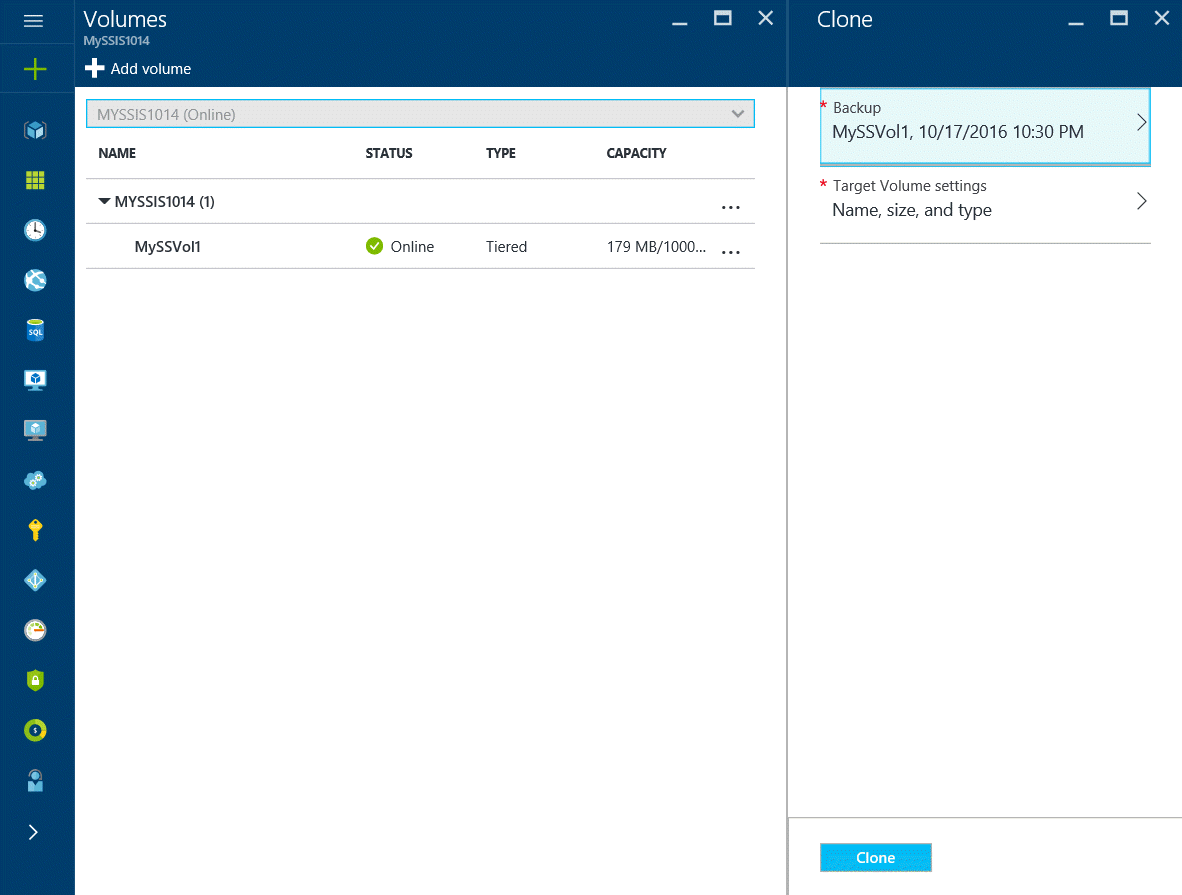 Volumes
MySSIS1014
Add volume
MYSSIS1014 (Online)
NAME STATUS TYPE CAPACITY
MYSSIS1014 (1) ...
MySSVol1 Online Tiered 179 MB/1000... ...
SQL
$
Clone
* Backup
MySSVol1, 10/17/2016 10:30 PM
* Target Volume settings
Name, size, and type
Clone